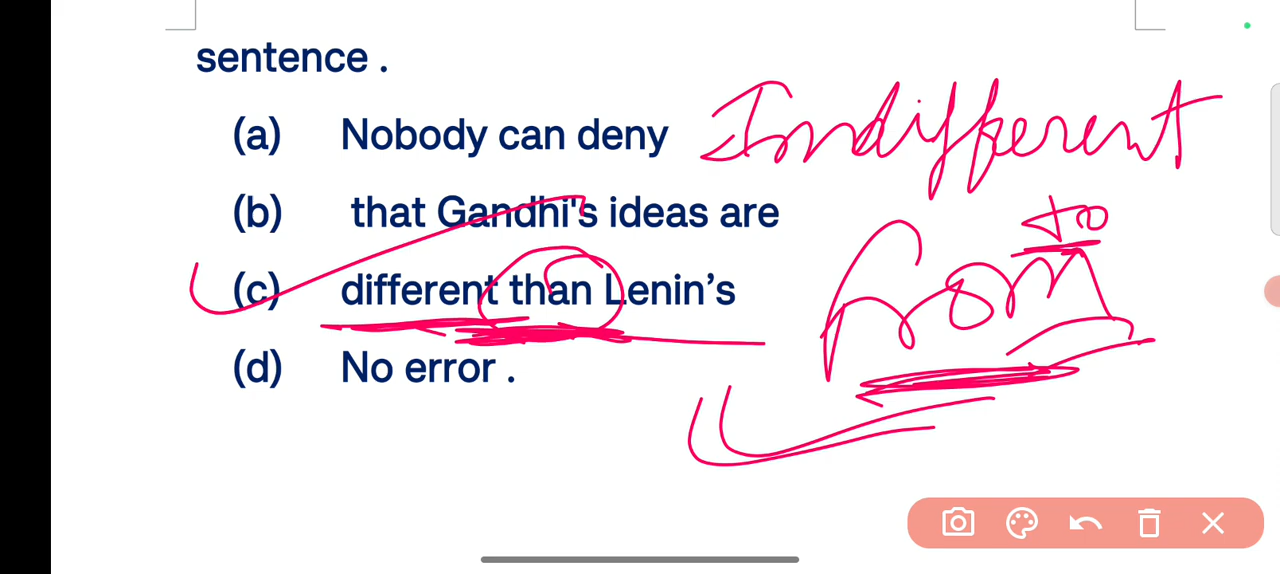 sentence .
(a) Nobody can deny Indifferent
(b) that Gandhi's ideas are to
(c) different than Lenin’s from
(d) No error .